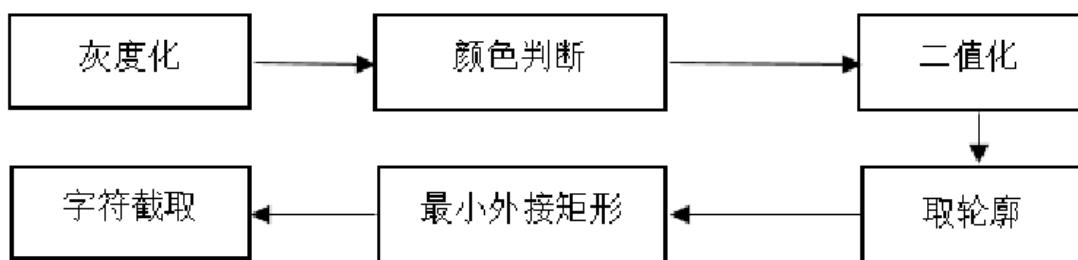 灰度化
颜色判断
二值化
取轮廓
最小外接矩形
字符截取